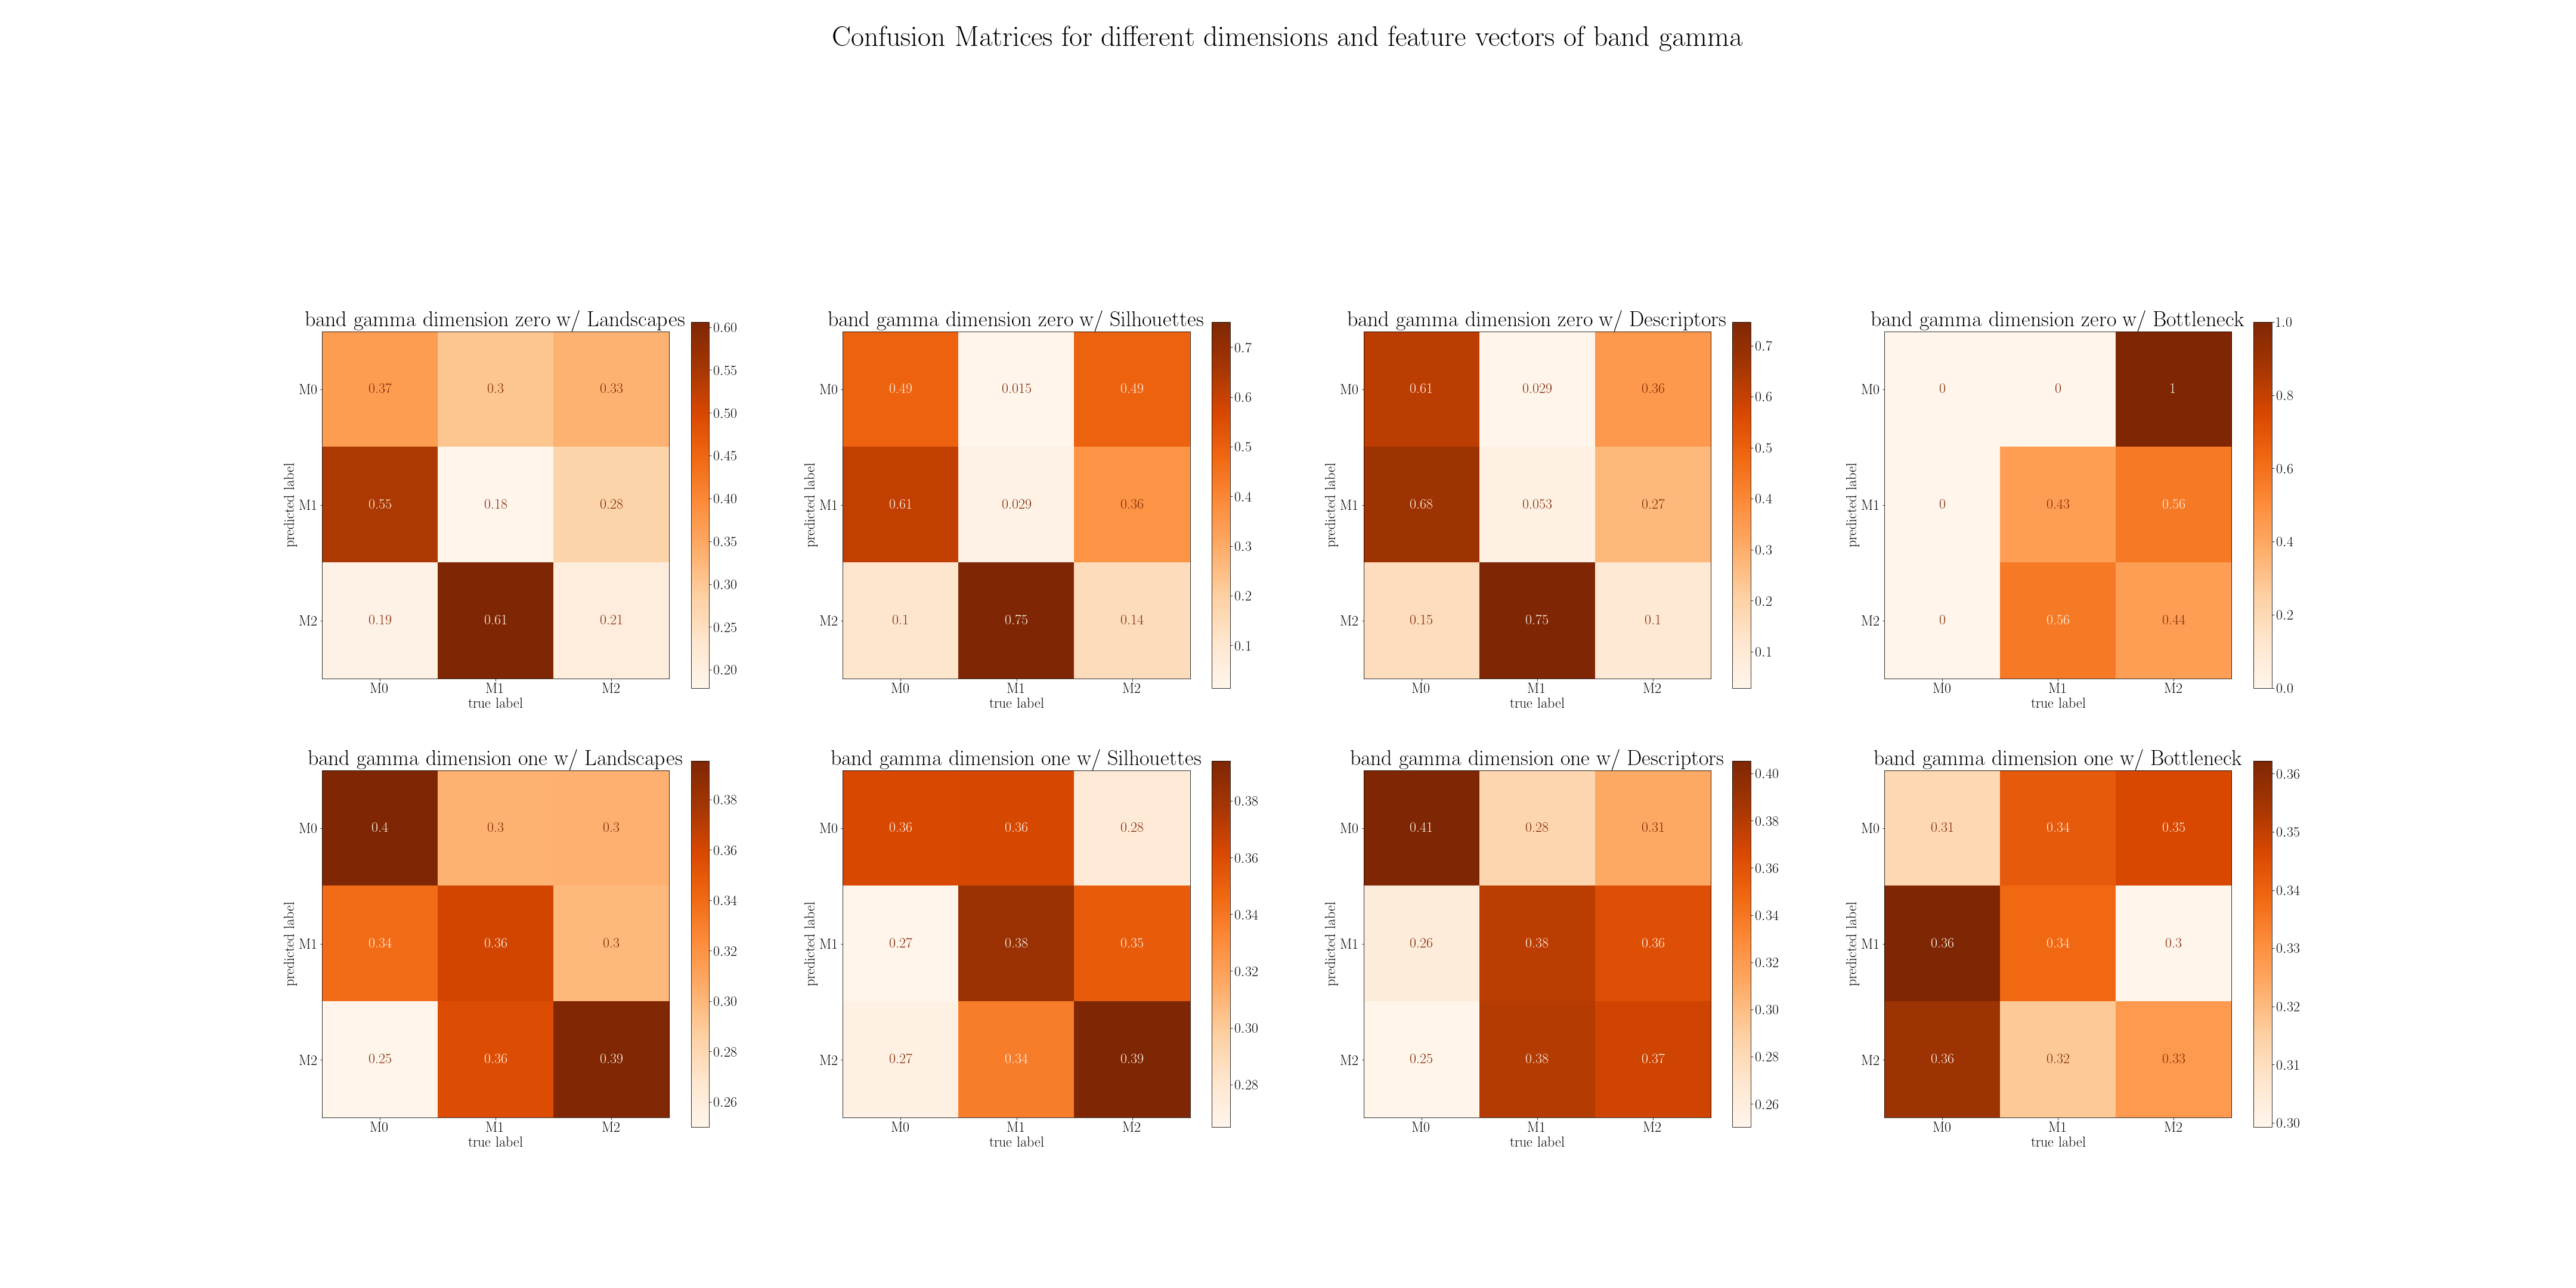 Confusion Matrices for different dimensions and feature vectors of band gamma
band gamma dimension zero w/ Landscapes
0.60
0.55
0.50
0.45
0.40
0.35
0.30
0.25
0.20
predicted label
M0 0.37 0.3 0.33
M1 0.55 0.18 0.28
M2 0.19 0.61 0.21
M0 M1 M2
true label
band gamma dimension zero w/ Silhouettes
0.7
0.6
0.5
0.4
0.3
0.2
0.1
predicted label
M0 0.49 0.015 0.49
M1 0.61 0.029 0.36
M2 0.1 0.75 0.14
M0 M1 M2
true label
band gamma dimension zero w/ Descriptors
0.7
0.6
0.5
0.4
0.3
0.2
0.1
predicted label
M0 0.61 0.029 0.36
M1 0.68 0.053 0.27
M2 0.15 0.75 0.1
M0 M1 M2
true label
band gamma dimension zero w/ Bottleneck
1.0
0.8
0.6
0.4
0.2
0.0
predicted label
M0 0 0 1
M1 0 0.43 0.56
M2 0 0.56 0.44
M0 M1 M2
true label
band gamma dimension one w/ Landscapes
0.38
0.36
0.34
0.32
0.30
0.28
0.26
predicted label
M0 0.4 0.3 0.3
M1 0.34 0.36 0.3
M2 0.25 0.36 0.39
M0 M1 M2
true label
band gamma dimension one w/ Silhouettes
0.38
0.36
0.34
0.32
0.30
0.28
predicted label
M0 0.36 0.36 0.28
M1 0.27 0.38 0.35
M2 0.27 0.34 0.39
M0 M1 M2
true label
band gamma dimension one w/ Descriptors
0.40
0.38
0.36
0.34
0.32
0.30
0.28
0.26
predicted label
M0 0.41 0.28 0.31
M1 0.26 0.38 0.36
M2 0.25 0.38 0.37
M0 M1 M2
true label
band gamma dimension one w/ Bottleneck
0.36
0.35
0.34
0.33
0.32
0.31
0.30
predicted label
M0 0.31 0.34 0.35
M1 0.36 0.34 0.3
M2 0.36 0.32 0.33
M0 M1 M2
true label